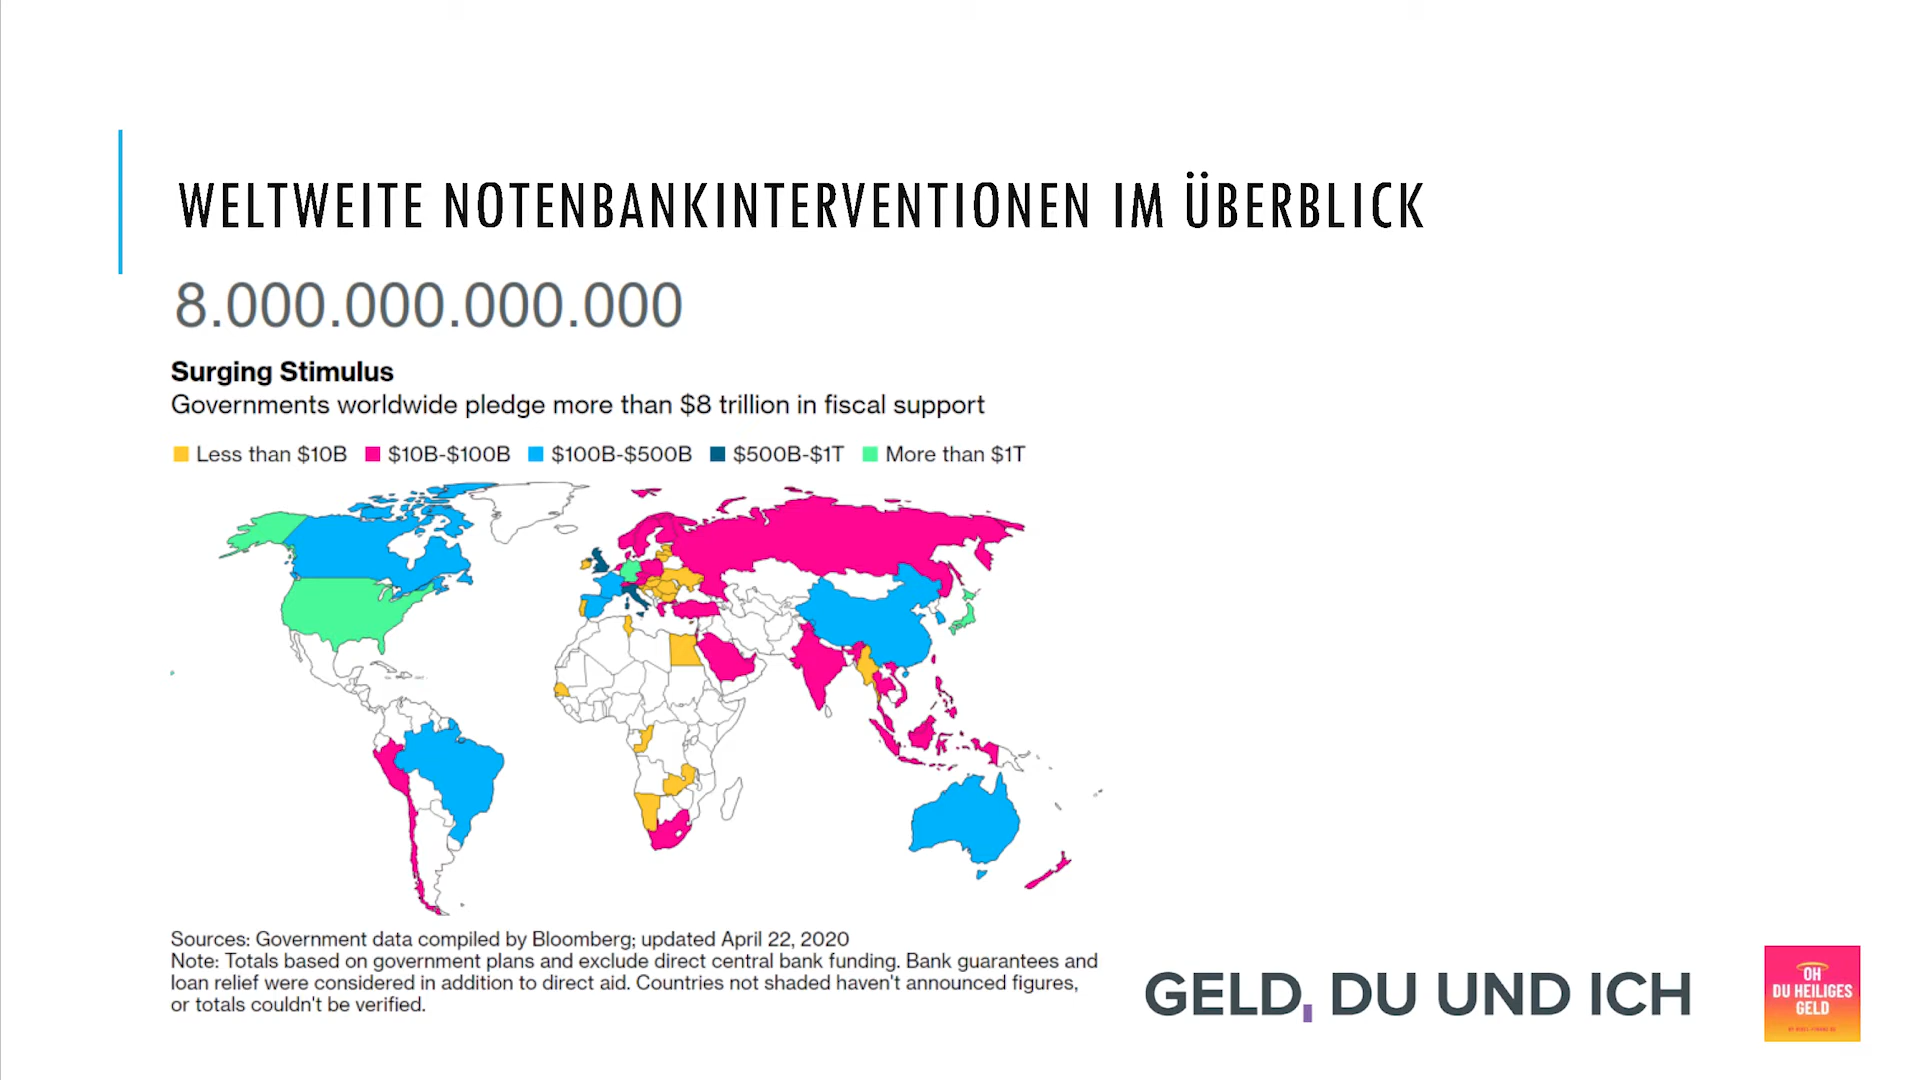 WELTWEITE NOTENBANKINTERVENTIONEN IM ÜBERBLICK
8.000.000.000.000
Surging Stimulus
Governments worldwide pledge more than $8 trillion in fiscal support
Less than $10B $10B-$100B $100B-$500B $500B-$1T More than $1T
Sources: Government data compiled by Bloomberg; updated April 22, 2020
Note: Totals based on government plans and exclude direct central bank funding. Bank guarantees and
loan relief were considered in addition to direct aid. Countries not shaded haven't announced figures,
or totals couldn't be verified.
GELD, DU UND ICH
OH
DU HEILIGES
GELD